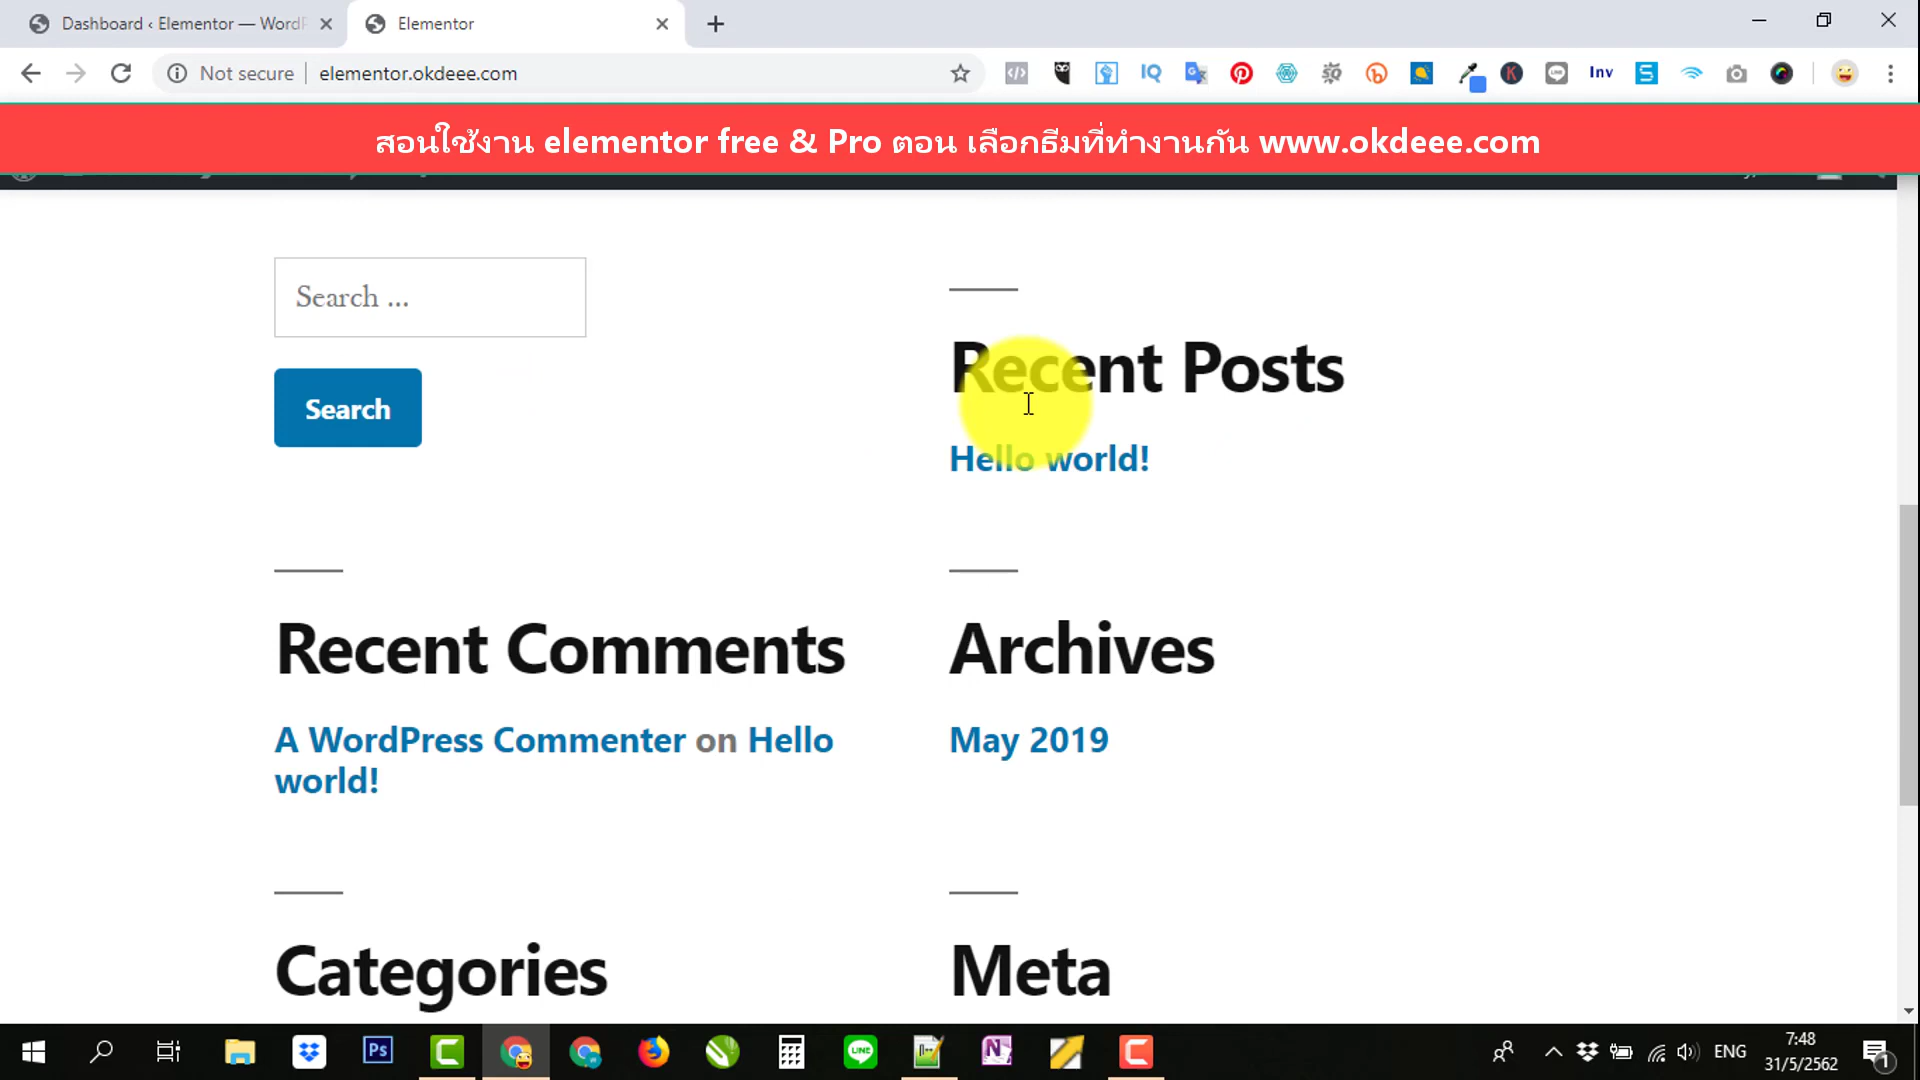 Dashboard ‹ Elementor — WordP
Elementor
Not secure
elementor.okdeee.com
Inv
สอนใช้งาน elementor free & Pro ตอน เลือกธีมที่ทำงานกัน www.okdeee.com
Search ...
Search
Recent Posts
Hello world!
Recent Comments
A WordPress Commenter on Hello
world!
Archives
May 2019
Categories
Meta
ENG
7:48
31/5/2562